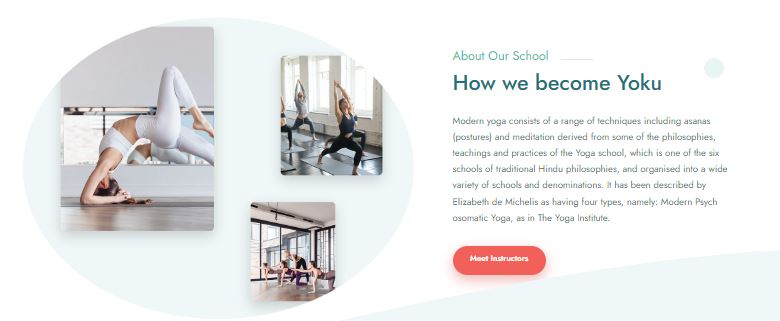 About Our School
How we become Yoku
Modern yoga consists of a range of techniques including asanas
(postures) and meditation derived from some of the philosophies,
teachings and practices of the Yoga school, which is one of the six
schools of traditional Hindu philosophies, and organised into a wide
variety of schools and denominations. It has been described by
Elizabeth de Michelis as having four types, namely: Modern Psych
osomatic Yoga, as in The Yoga Institute.
Meet Instructors